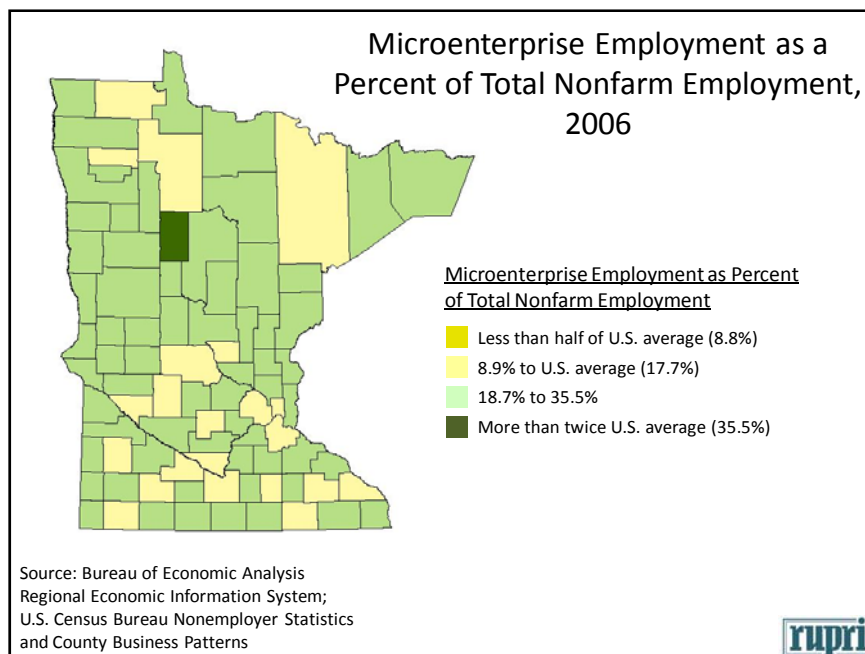 Microenterprise Employment as a
Percent of Total Nonfarm Employment,
2006
Microenterprise Employment as Percent
of Total Nonfarm Employment
Less than half of U.S. average (8.8%)
8.9% to U.S. average (17.7%)
18.7% to 35.5%
More than twice U.S. average (35.5%)
Source: Bureau of Economic Analysis
Regional Economic Information System;
U.S. Census Bureau Nonemployer Statistics
and County Business Patterns
rupri